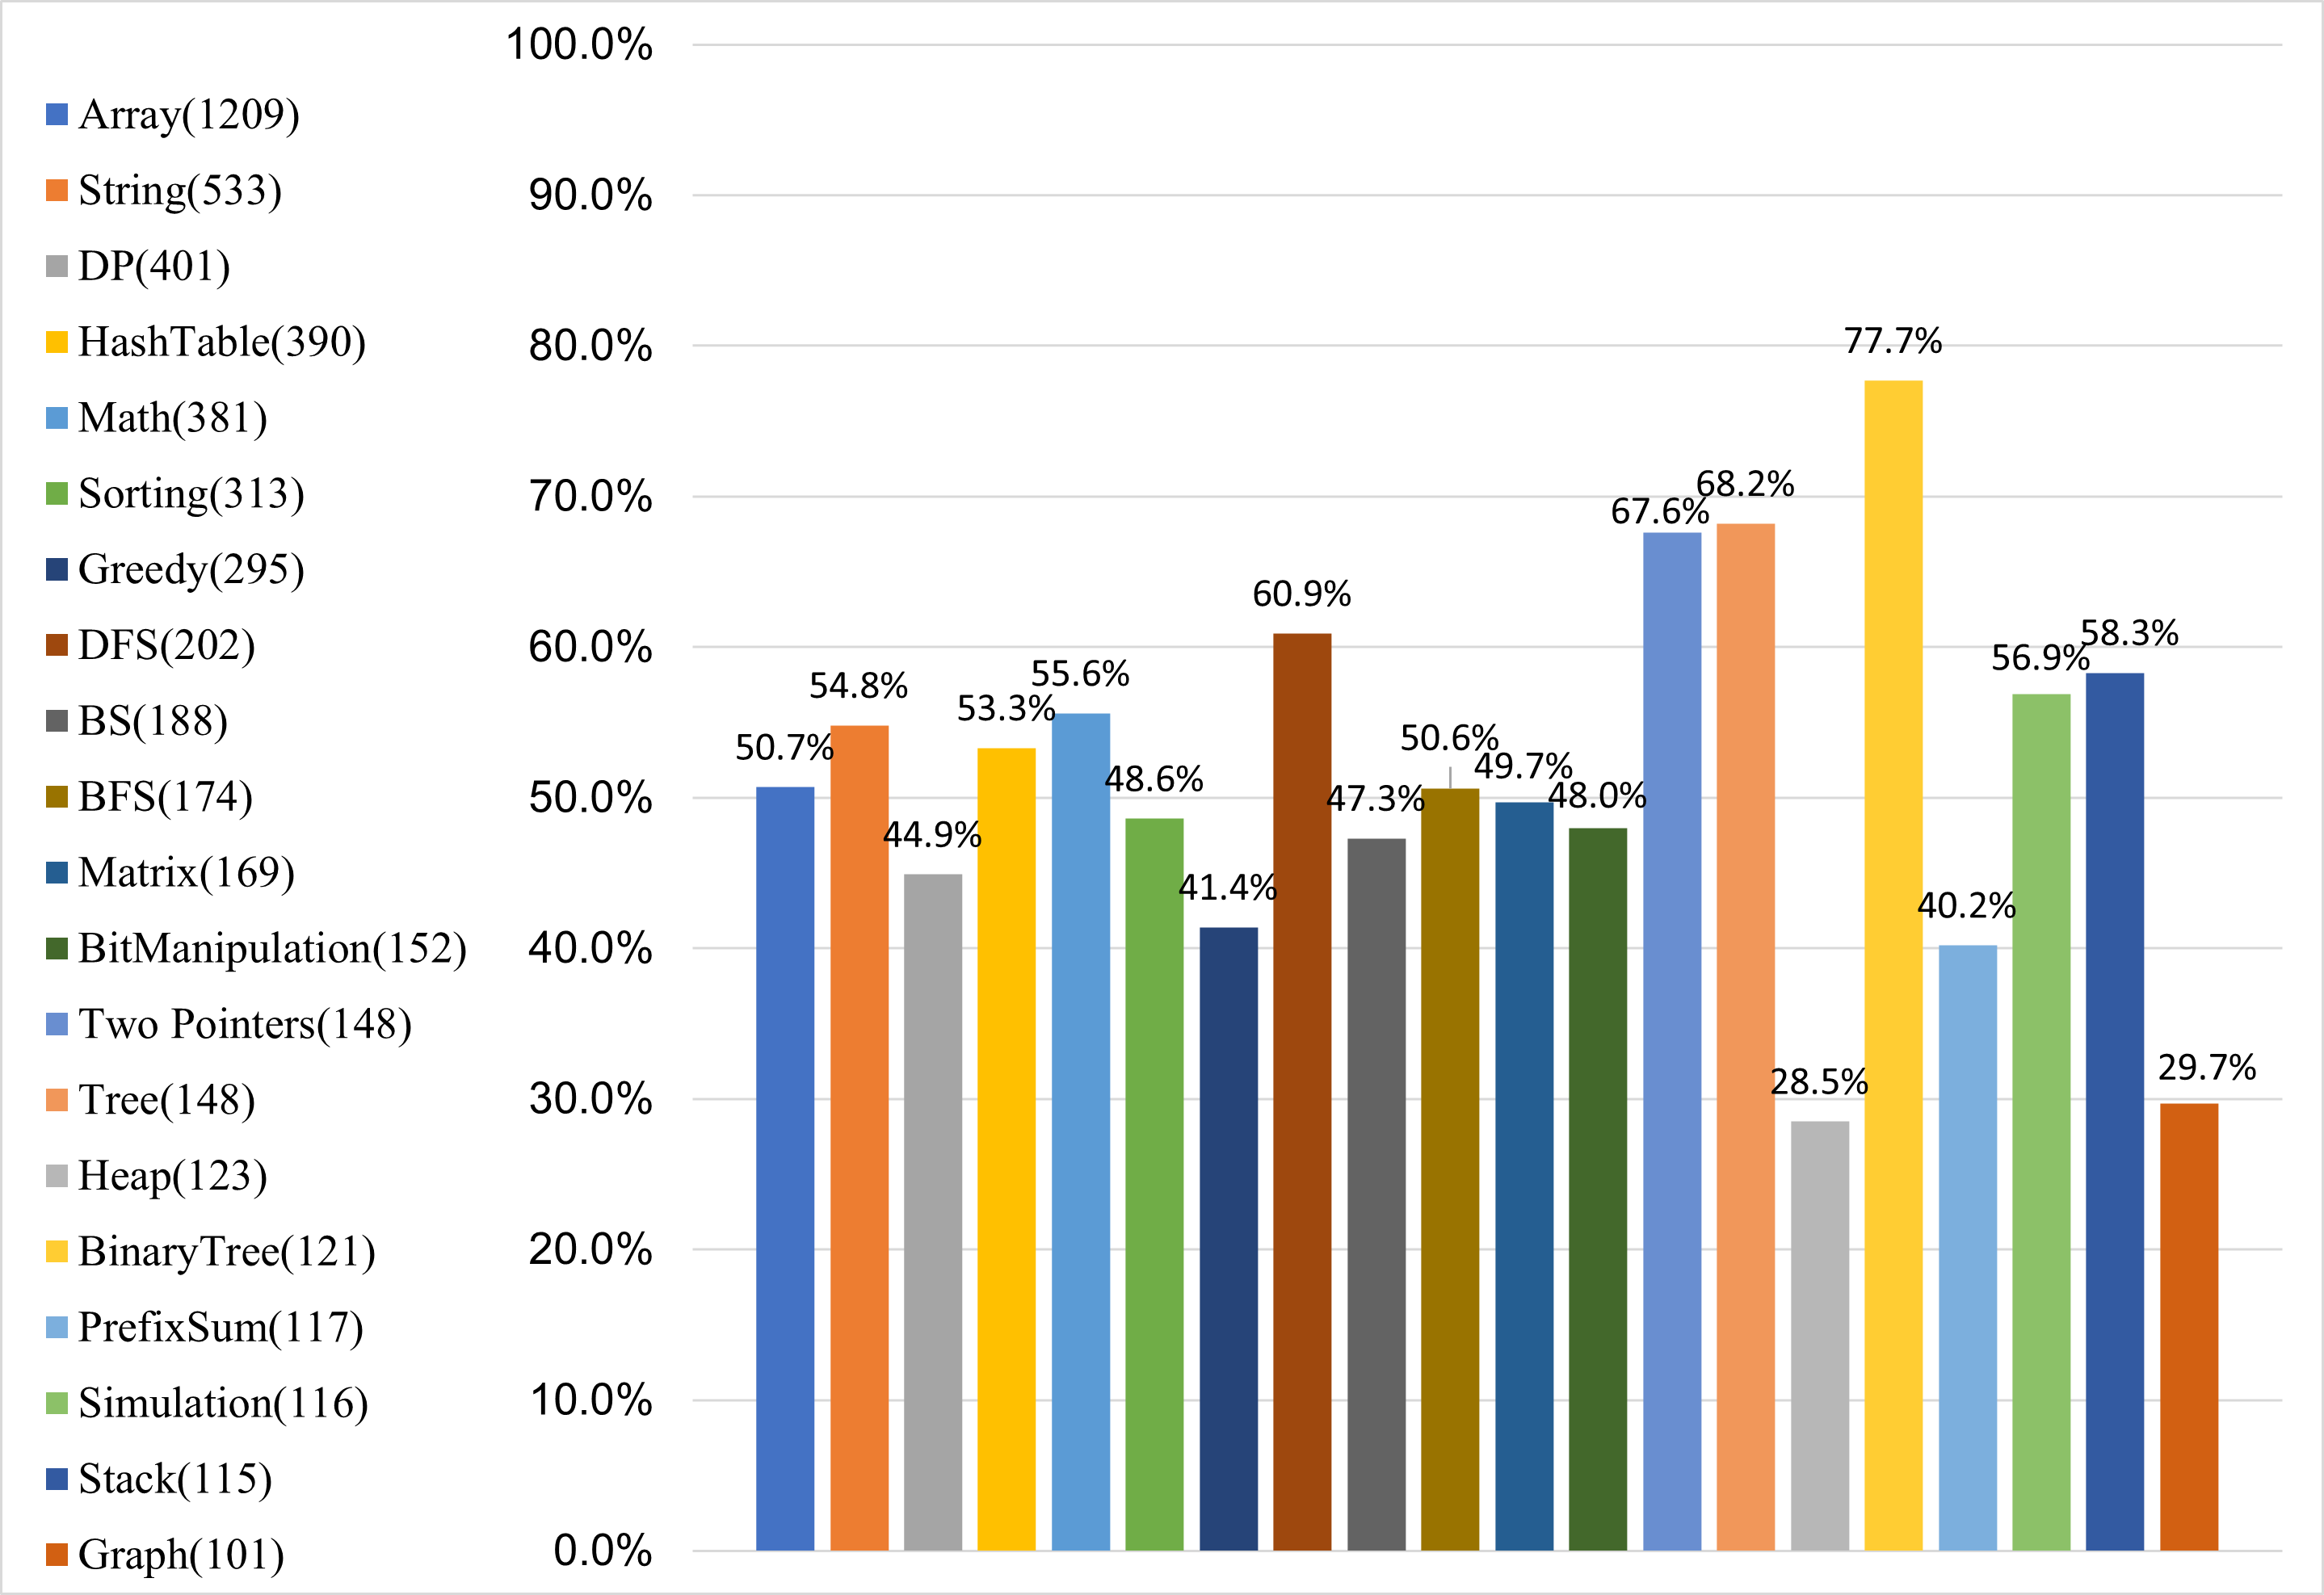 Array(1209)
String(533)
DP(401)
HashTable(390)
Math(381)
Sorting(313)
Greedy(295)
DFS(202)
BS(188)
BFS(174)
Matrix(169)
BitManipulation(152)
Two Pointers(148)
Tree(148)
Heap(123)
BinaryTree(121)
PrefixSum(117)
Simulation(116)
Stack(115)
Graph(101)
100.0%
90.0%
80.0%
70.0%
60.0%
50.0%
40.0%
30.0%
20.0%
10.0%
0.0%
50.7%
54.8%
44.9%
53.3%
55.6%
48.6%
41.4%
60.9%
47.3%
50.6%
49.7%
48.0%
67.6%
68.2%
28.5%
77.7%
40.2%
56.9%
58.3%
29.7%